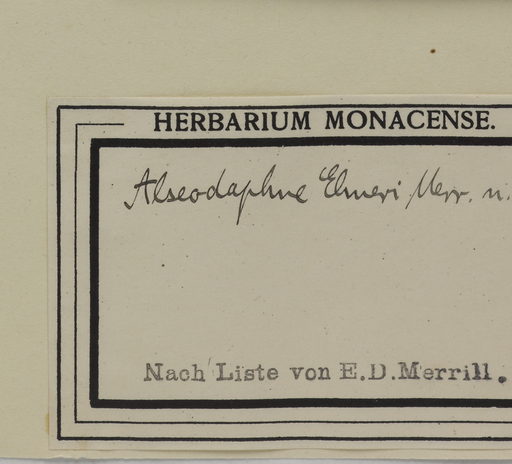 HERBARIUM MONACENSE.
Alseodaphne Elmeri Merr. n.
Nach Liste von E.D.Merrill.